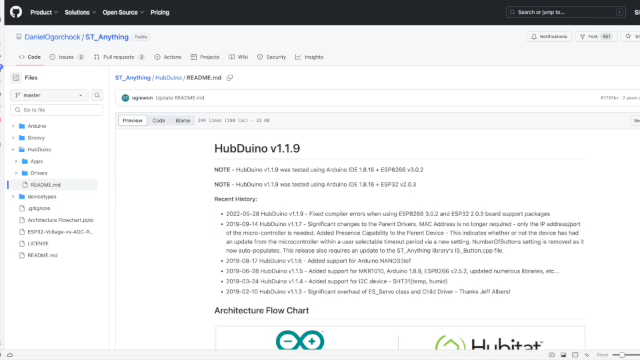 Product Solutions Open Source Pricing
Search or jump to...
DanielOgorchock / ST_Anything Public
Notifications Fork
Code Issues 2 Pull requests 2 Actions Projects Wiki Security Insights
Files
ST_Anything / HubDuino / README.md
master
ogiewon Update README.md
Go to file
Preview Code Blame
Arduino
Groovy
HubDuino
Apps
Drivers
README.md
devicetypes
.gitignore
Architecture Flowchart.pptx
ESP32-Voltage-vs-ADC-R...
LICENSE
README.md
HubDuino v1.1.9
NOTE - HubDuino v1.1.9 was tested using Arduino IDE 1.8.16 + ESP8266 v3.0.2
NOTE - HubDuino v1.1.9 was tested using Arduino IDE 1.8.16 + ESP32 v2.0.3
Recent History:
2022-05-28 HubDuino v1.1.9 - Fixed compiler errors when using ESP8266 3.0.2 and ESP32 2.0.3 board support packages
2019-09-14 HubDuino v1.1.7 - Significant changes to the Parent Drivers. MAC Address is no longer required - only the IP address/port
of the micro-controller is needed. Added Presence Capability to the Parent Device - This indicates whether or not the device has had
an update from the microcontroller within a user selectable timeout period via a new setting. NumberOfButtons setting is removed as it
now auto-populates. This release also requires an update to the ST_Anything library's IS_Button.cpp file.
2019-08-17 HubDuino v1.1.6 - Added support for Arduino NANO33IoT
2019-06-28 HubDuino v1.1.5 - Added support for MKR1010, Arduino 1.8.9, ESP8266 v2.5.2, updated numerous libraries, etc...
2019-03-24 HubDuino v1.1.4 - Added support for I2C device - SHT31(temp, humid)
2019-02-10 HubDuino v1.1.3 - Significant overhaul of ES_Servo class and Child Driver - Thanks Jeff Albers!
Architecture Flow Chart
Hubitat
Reset